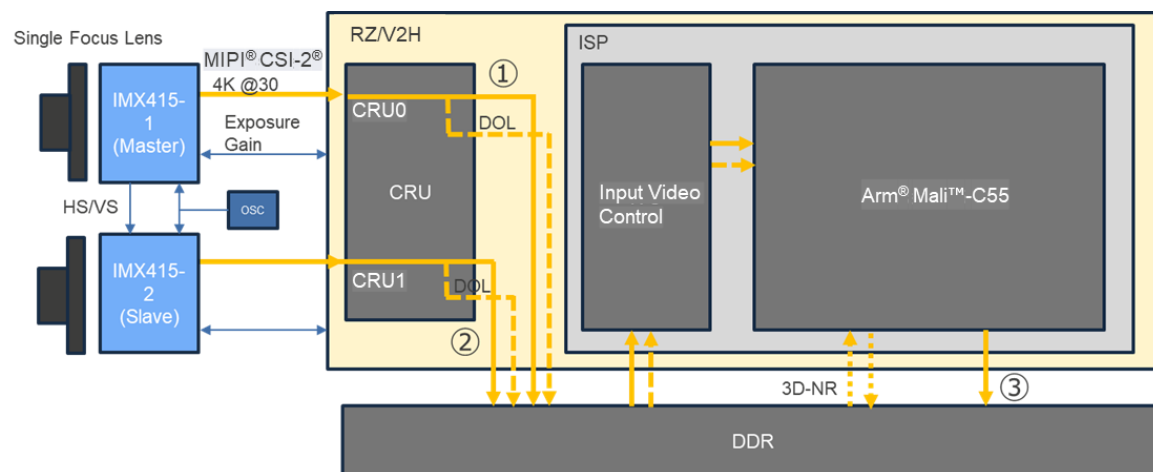 Single Focus Lens
MIPI® CSI-2®
4K @30
IMX415-
1
(Master)
Exposure
Gain
HS/VS
OSC
IMX415-
2
(Slave)
RZ/V2H
①
CRU0
DOL
CRU
CRU1
DOL
②
ISP
Input Video
Control
Arm® Mali™-C55
3D-NR
③
DDR